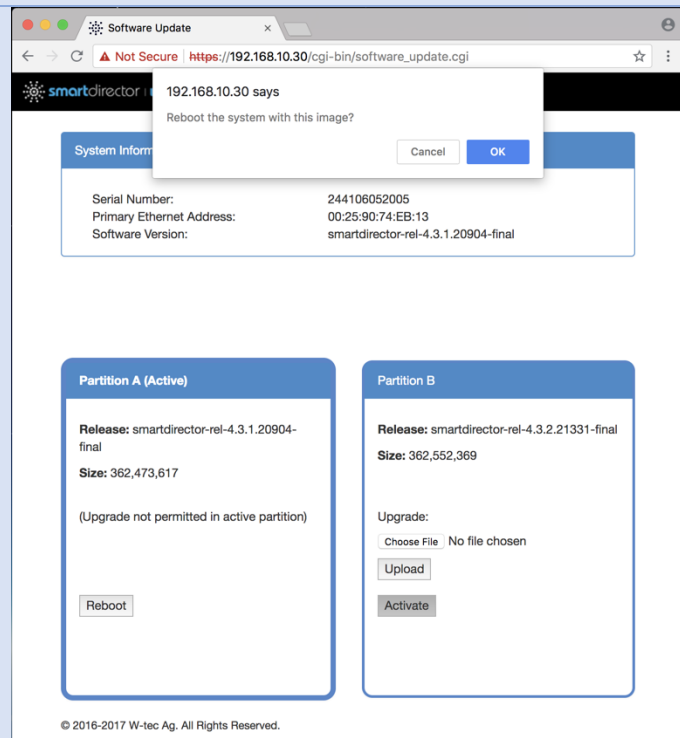 Software Update
Not Secure https://192.168.10.30/cgi-bin/software_update.cgi
smartdirector
192.168.10.30 says
Reboot the system with this image?
Cancel OK
System Inform
Serial Number: 244106052005
Primary Ethernet Address: 00:25:90:74:EB:13
Software Version: smartdirector-rel-4.3.1.20904-final
Partition A (Active)
Release: smartdirector-rel-4.3.1.20904-
final
Size: 362,473,617
(Upgrade not permitted in active partition)
Reboot
Partition B
Release: smartdirector-rel-4.3.2.21331-final
Size: 362,552,369
Upgrade:
Choose File No file chosen
Upload
Activate
© 2016-2017 W-tec Ag. All Rights Reserved.